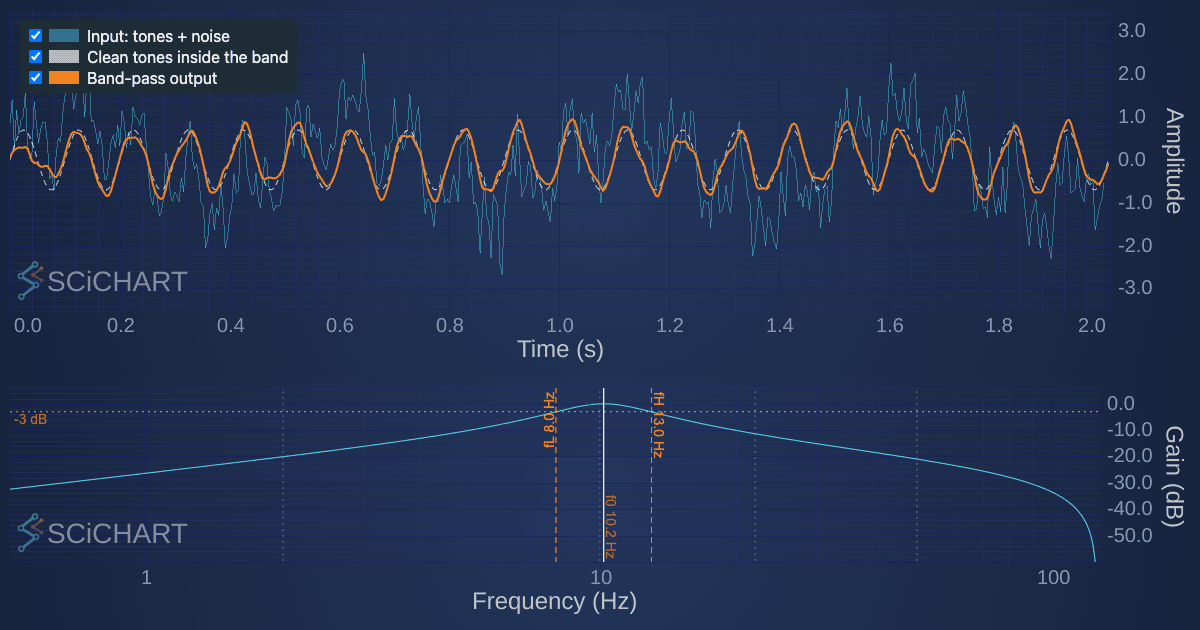 Input: tones + noise
Clean tones inside the band
Band-pass output
3.0
2.0
1.0
0.0
-1.0
-2.0
-3.0
Amplitude
SCiCHART
0.0 0.2 0.4 0.6 0.8 1.0 1.2 1.4 1.6 1.8 2.0
Time (s)
-3 dB
fL 8.0 Hz
fH 13.0 Hz
f0 10.2 Hz
0.0
-10.0
-20.0
-30.0
-40.0
-50.0
Gain (dB)
SCiCHART
1 10 100
Frequency (Hz)